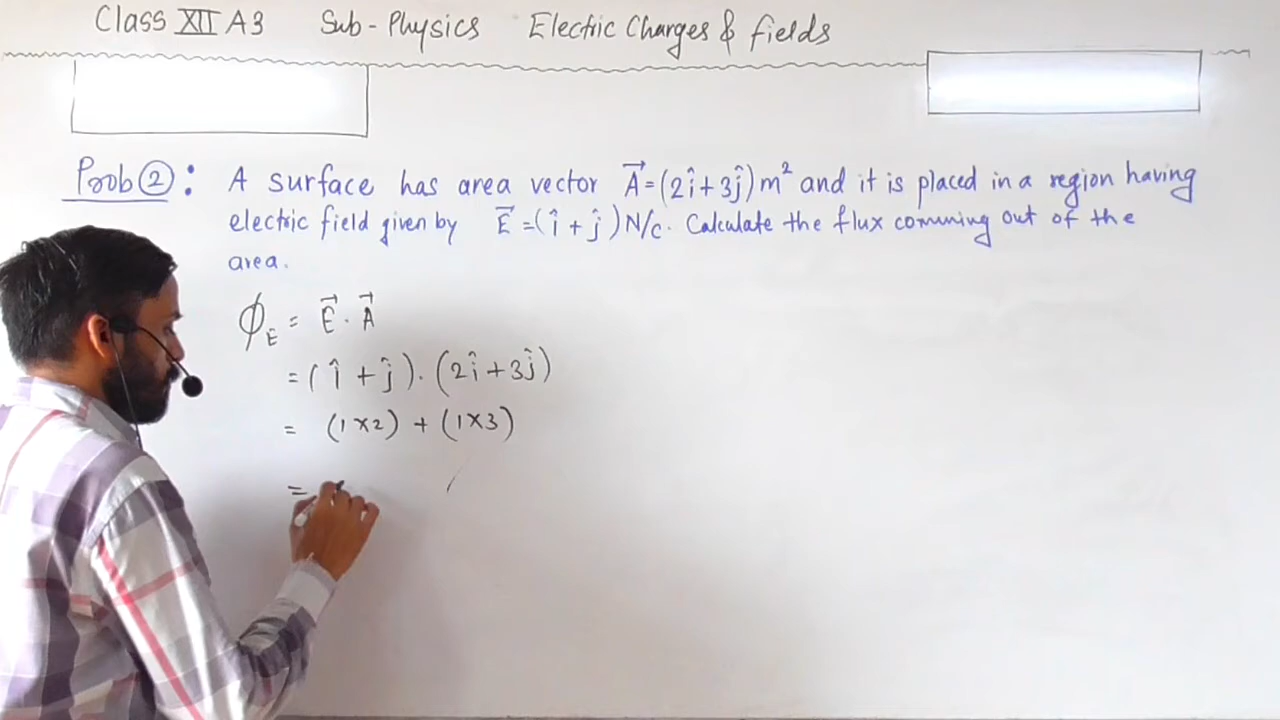 Class XII A3 Sub-Physics Electric Charges & fields
Prob ②: A surface has area vector A⃗=(2î+3ĵ)m² and it is placed in a region having
electric field given by E⃗ =(î+ĵ)N/c. Calculate the flux comming out of the
area.
ϕ_E = E⃗ . A⃗
=(î+ĵ).(2î+3ĵ)
= (1×2) + (1×3)
=